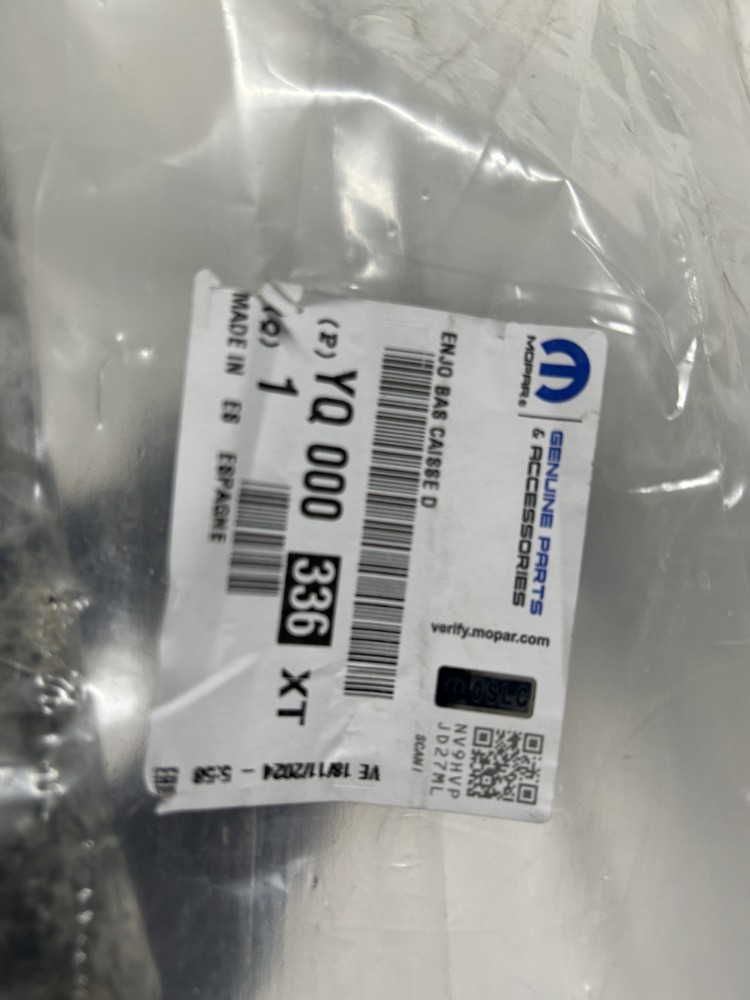 MOPAR®
GENUINE PARTS
& ACCESSORIES
verify.mopar.com
DSLC
NV9HVP
JD27ML
SCAN !
ENJO BAS CAISSE D
(P) YQ 000 336 XT
(Q) 1
MADE IN ES ESPAGNE
VE 18/11/2024 - 5:58